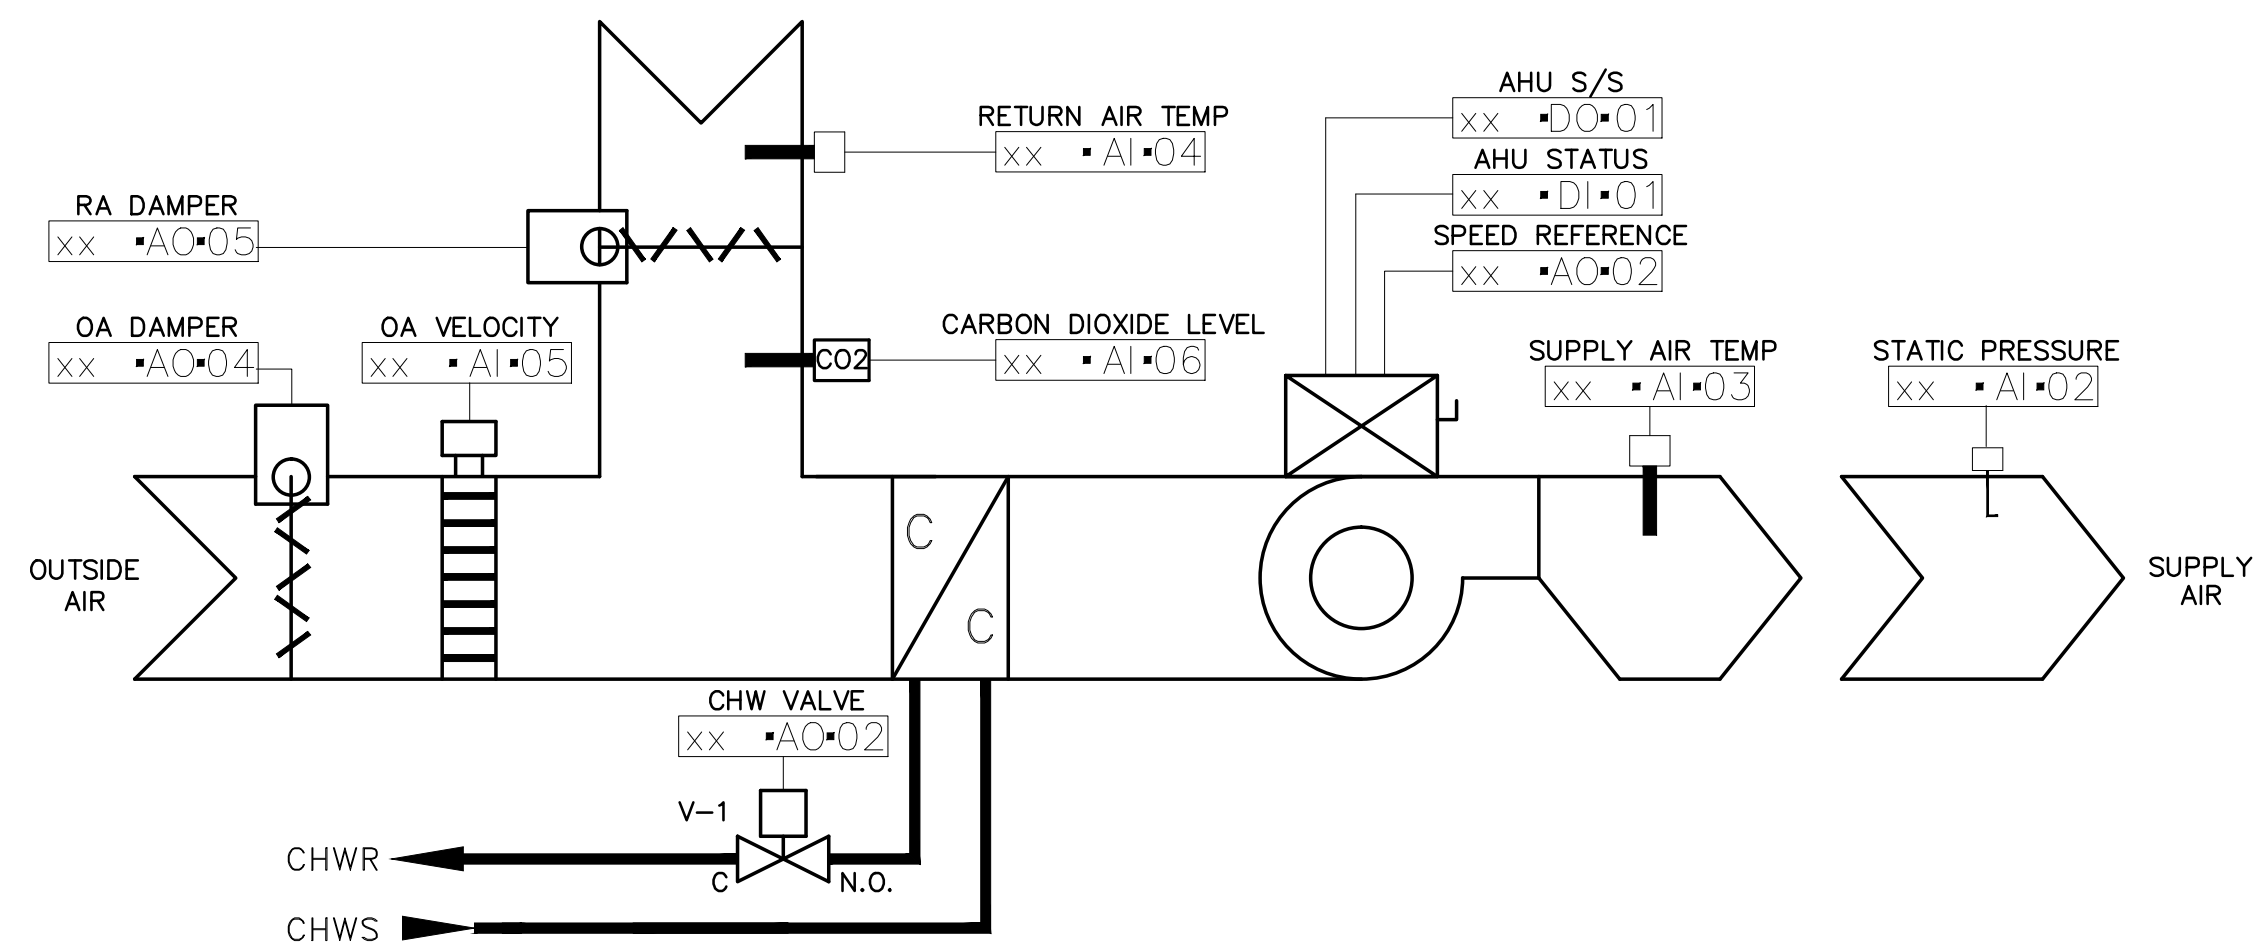 AHU S/S
xx ▪DO▪01
RETURN AIR TEMP
xx ▪AI▪04
AHU STATUS
xx ▪DI▪01
RA DAMPER
xx ▪AO▪05
SPEED REFERENCE
xx ▪AO▪02
OA DAMPER
xx ▪AO▪04
OA VELOCITY
xx ▪AI▪05
CARBON DIOXIDE LEVEL
CO2
xx ▪AI▪06
SUPPLY AIR TEMP
xx ▪AI▪03
STATIC PRESSURE
xx ▪AI▪02
C
C
OUTSIDE
AIR
SUPPLY
AIR
CHW VALVE
xx ▪AO▪02
V-1
CHWR
C
N.O.
CHWS